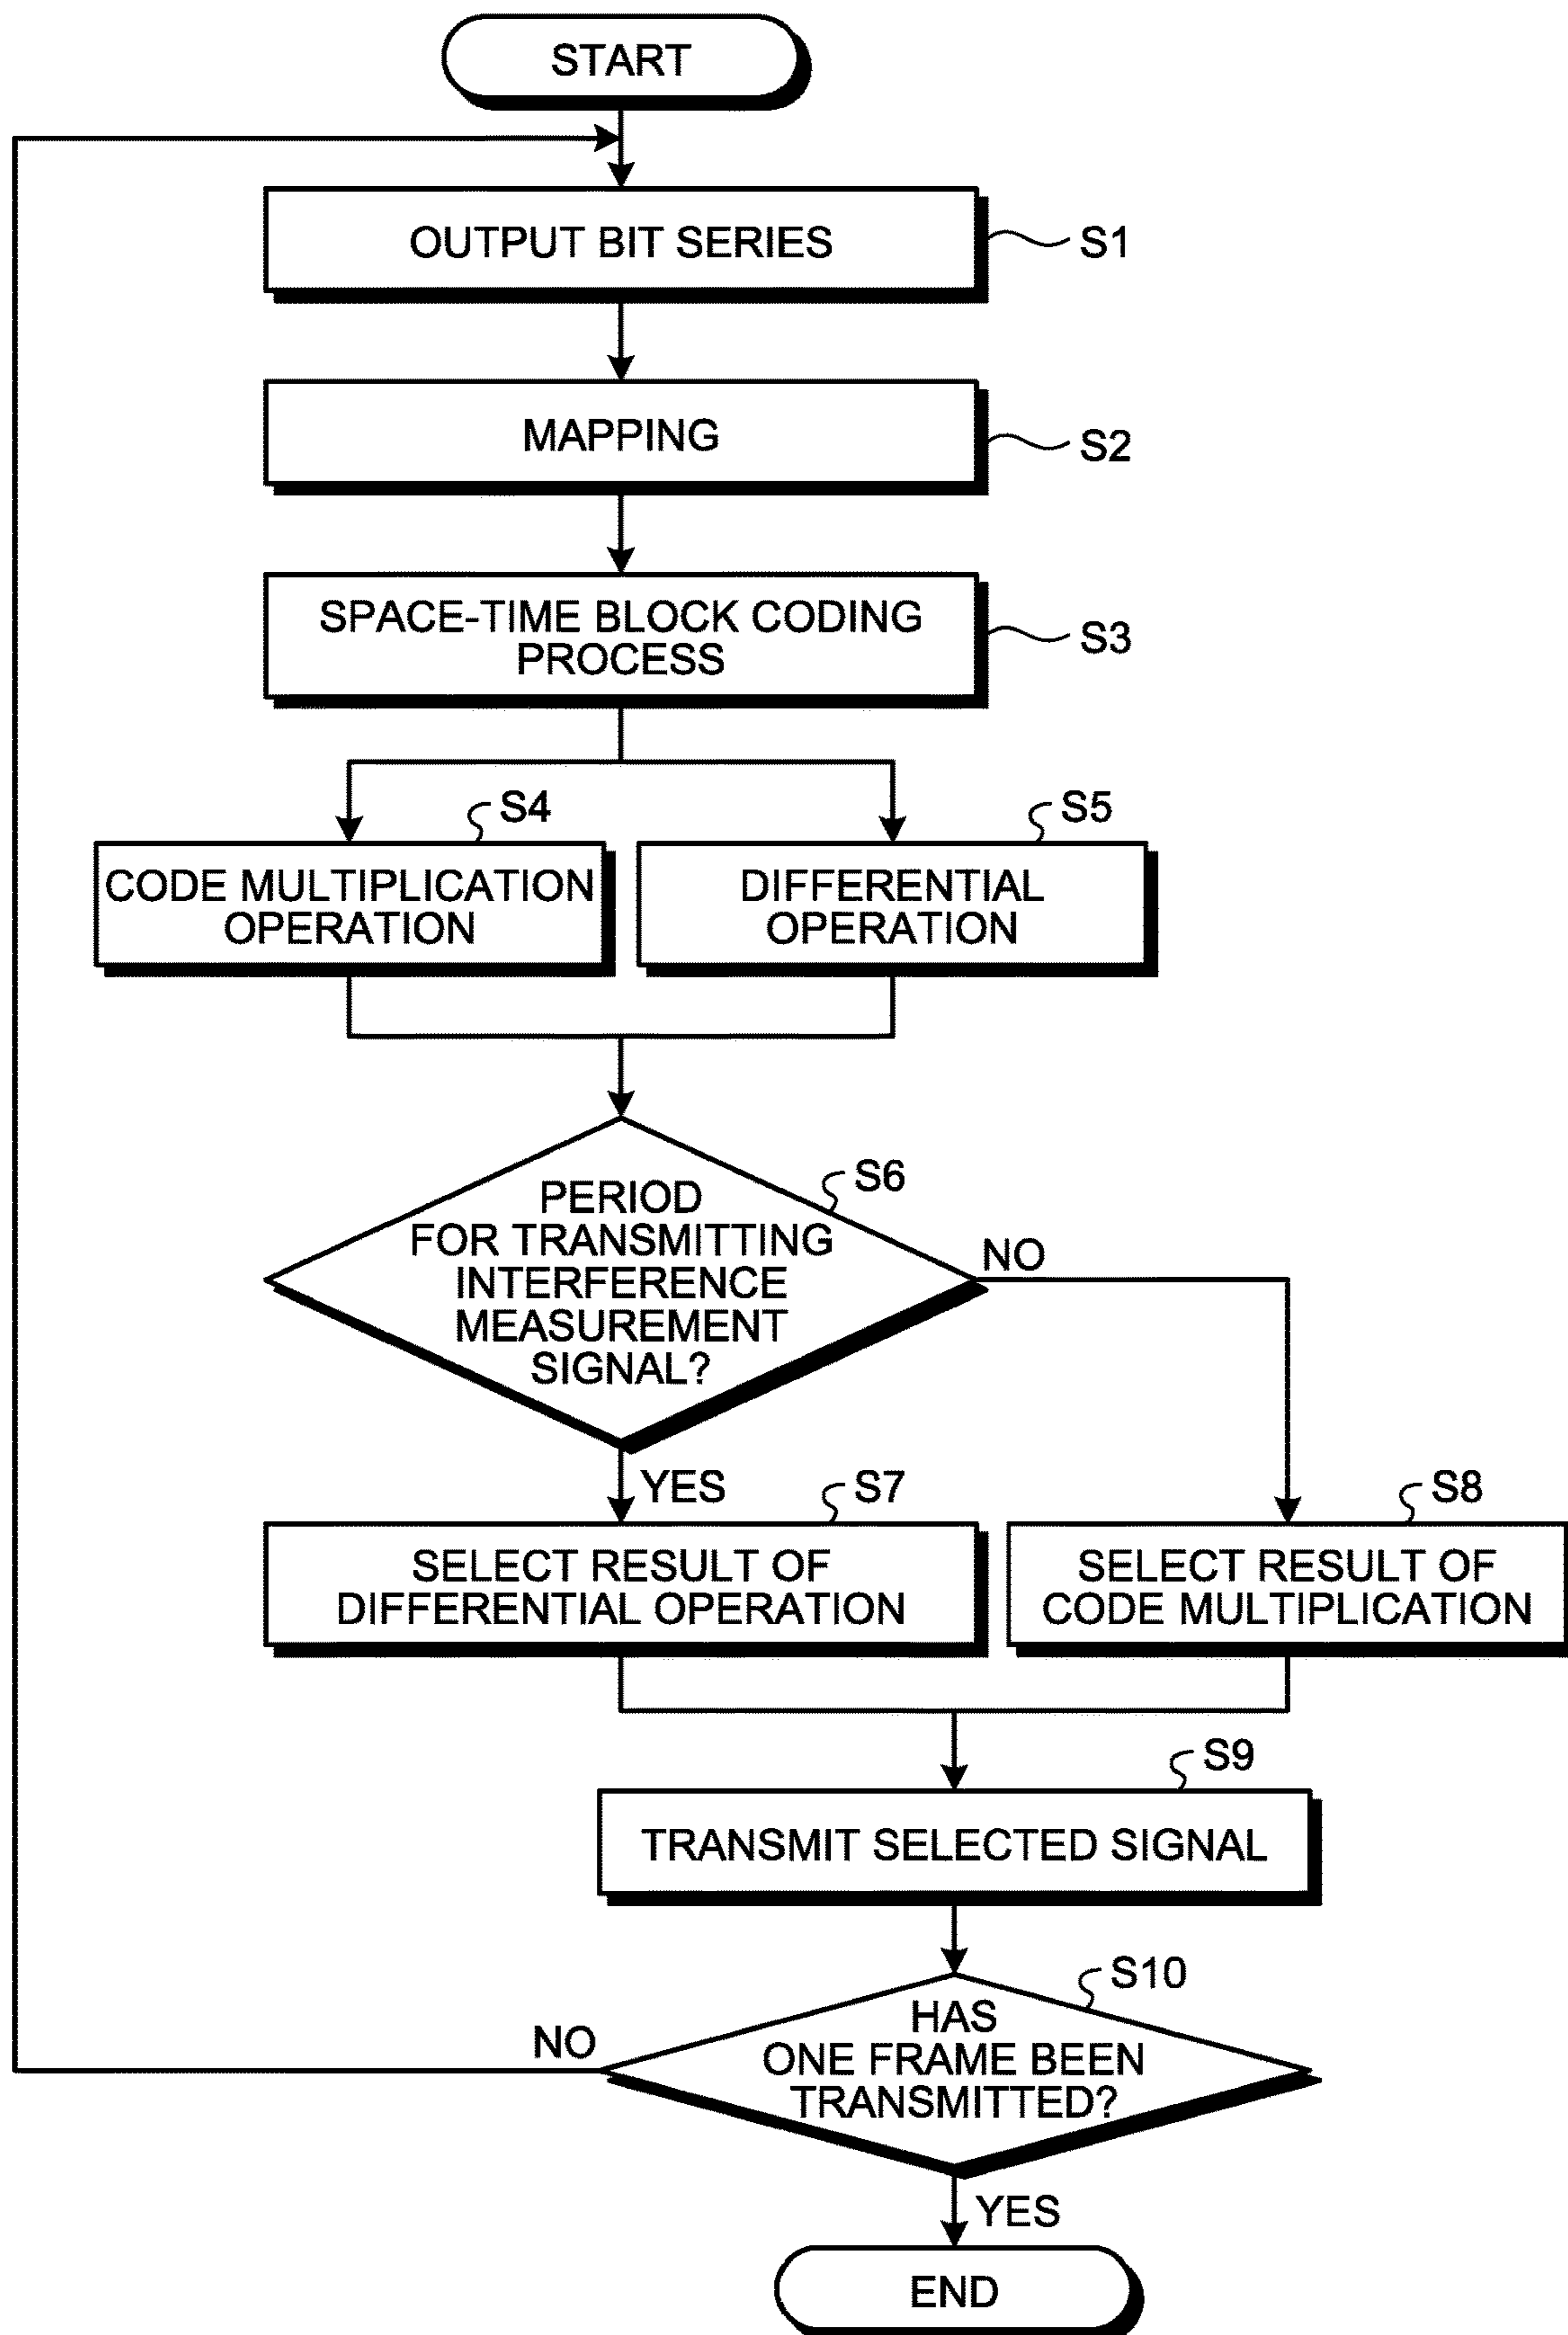 START
OUTPUT BIT SERIES
S1
MAPPING
S2
SPACE-TIME BLOCK CODING
PROCESS
S3
S4
CODE MULTIPLICATION
OPERATION
S5
DIFFERENTIAL
OPERATION
S6
PERIOD
FOR TRANSMITTING
INTERFERENCE
MEASUREMENT
SIGNAL?
NO
YES
S7
SELECT RESULT OF
DIFFERENTIAL OPERATION
S8
SELECT RESULT OF
CODE MULTIPLICATION
S9
TRANSMIT SELECTED SIGNAL
S10
HAS
ONE FRAME BEEN
TRANSMITTED?
NO
YES
END